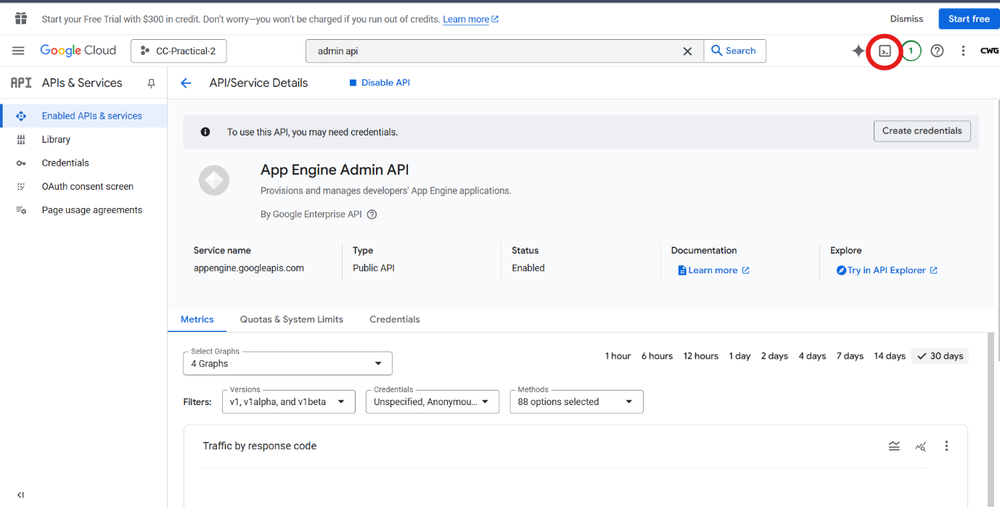 Start your Free Trial with $300 in credit. Don't worry—you won't be charged if you run out of credits. Learn more
Dismiss
Start free
Google Cloud
CC-Practical-2
admin api
Search
1
CWG
API APIs & Services
API/Service Details
Disable API
Enabled APIs & services
Library
Credentials
OAuth consent screen
Page usage agreements
To use this API, you may need credentials.
Create credentials
App Engine Admin API
Provisions and manages developers' App Engine applications.
By Google Enterprise API
Service name
appengine.googleapis.com
Type
Public API
Status
Enabled
Documentation
Learn more
Explore
Try in API Explorer
Metrics
Quotas & System Limits
Credentials
Select Graphs
4 Graphs
1 hour 6 hours 12 hours 1 day 2 days 4 days 7 days 14 days 30 days
Filters:
Versions
v1, v1alpha, and v1beta
Credentials
Unspecified, Anonymou...
Methods
88 options selected
Traffic by response code